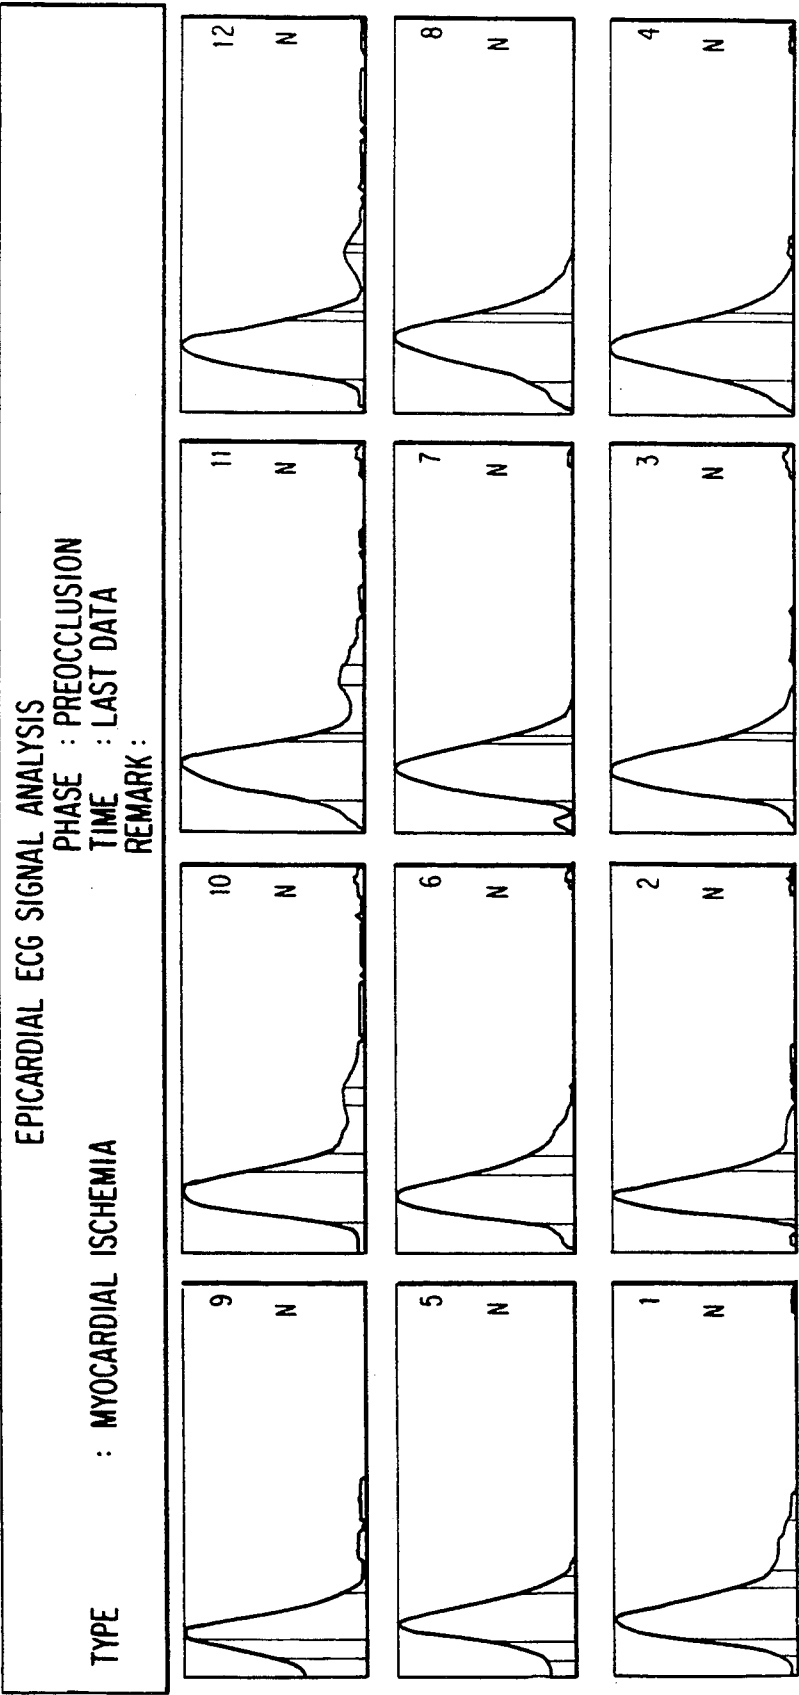 EPICARDIAL ECG SIGNAL ANALYSIS
PHASE : PREOCCLUSION
TYPE : MYOCARDIAL ISCHEMIA TIME : LAST DATA
REMARK :
9 10 11 12
N N N N
5 6 7 8
N N N N
1 2 3 4
N N N N